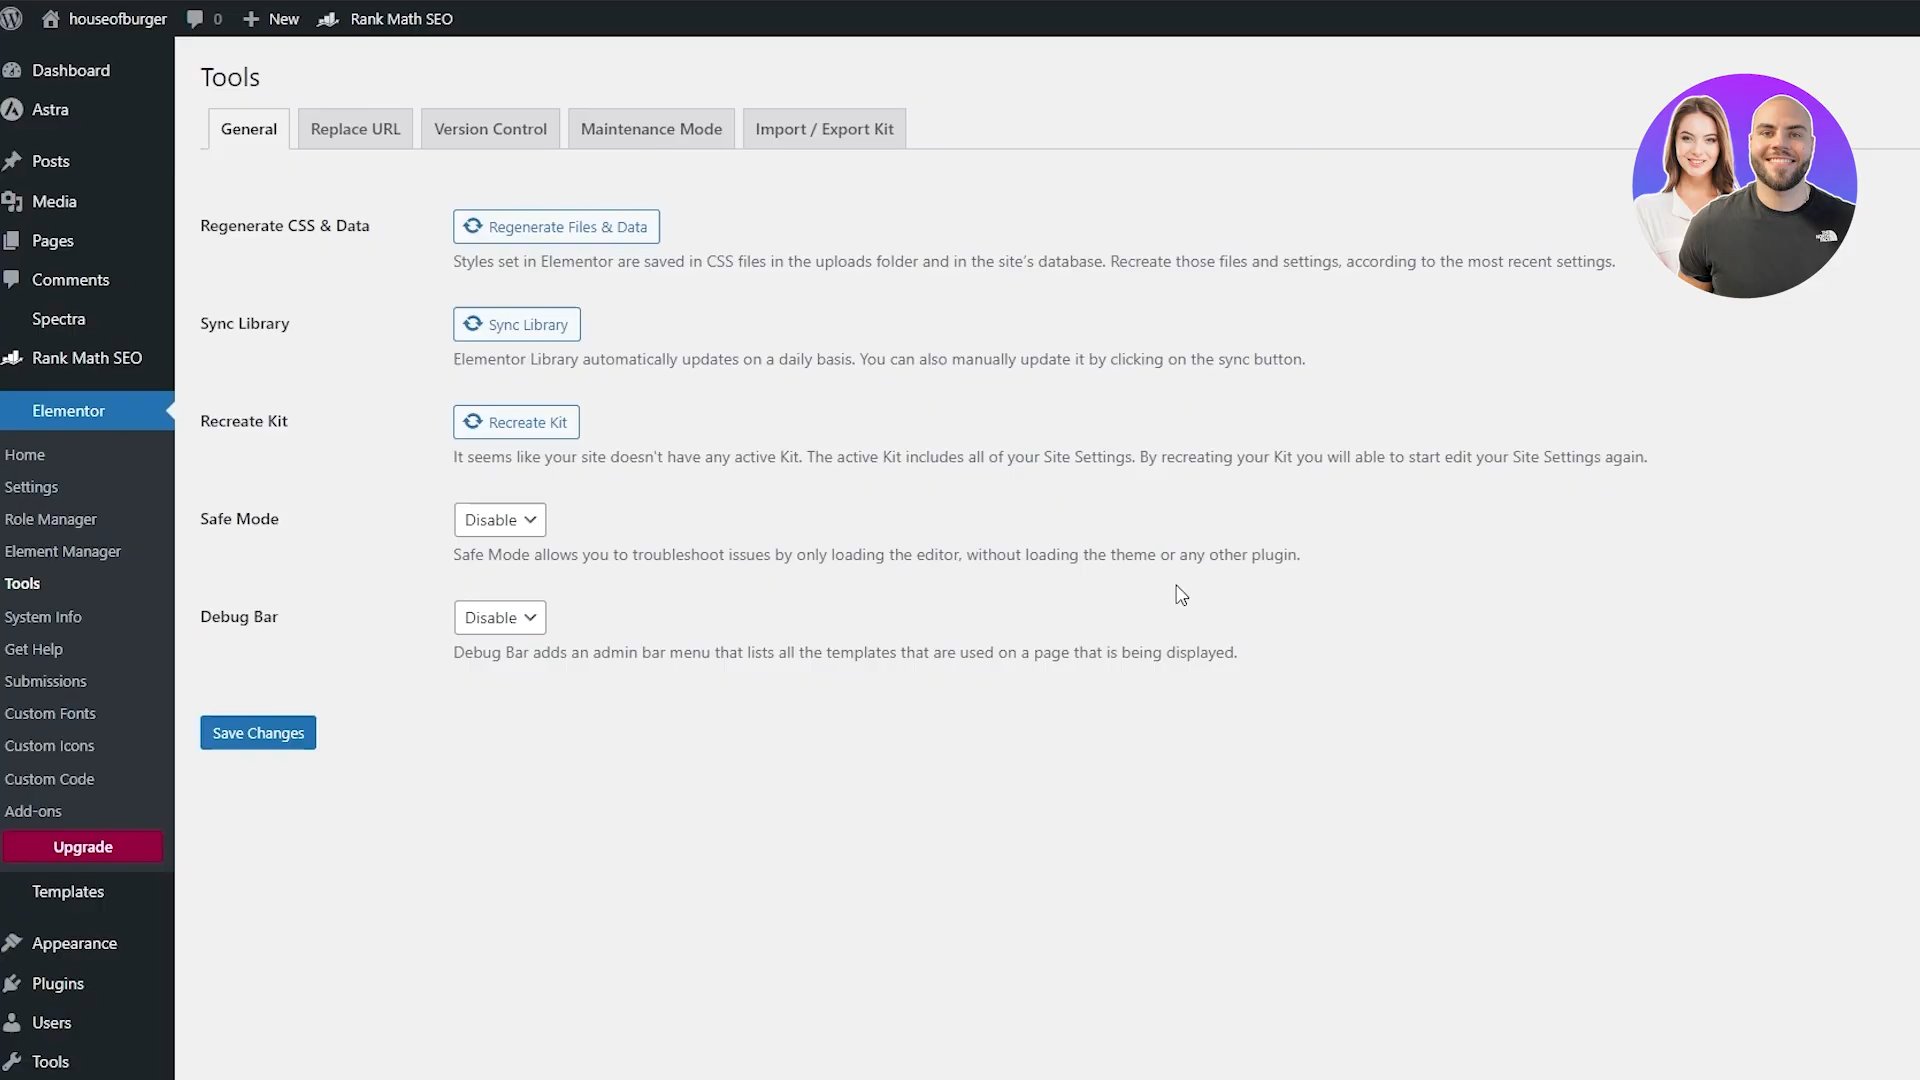 houseofburger 0 New Rank Math SEO
Dashboard
Astra
Posts
Media
Pages
Comments
Spectra
Rank Math SEO
Elementor
Home
Settings
Role Manager
Element Manager
Tools
System Info
Get Help
Submissions
Custom Fonts
Custom Icons
Custom Code
Add-ons
Upgrade
Templates
Appearance
Plugins
Users
Tools
Tools
General Replace URL Version Control Maintenance Mode Import / Export Kit
Regenerate CSS & Data Regenerate Files & Data
Styles set in Elementor are saved in CSS files in the uploads folder and in the site's database. Recreate those files and settings, according to the most recent settings.
Sync Library Sync Library
Elementor Library automatically updates on a daily basis. You can also manually update it by clicking on the sync button.
Recreate Kit Recreate Kit
It seems like your site doesn't have any active Kit. The active Kit includes all of your Site Settings. By recreating your Kit you will able to start edit your Site Settings again.
Safe Mode Disable
Safe Mode allows you to troubleshoot issues by only loading the editor, without loading the theme or any other plugin.
Debug Bar Disable
Debug Bar adds an admin bar menu that lists all the templates that are used on a page that is being displayed.
Save Changes